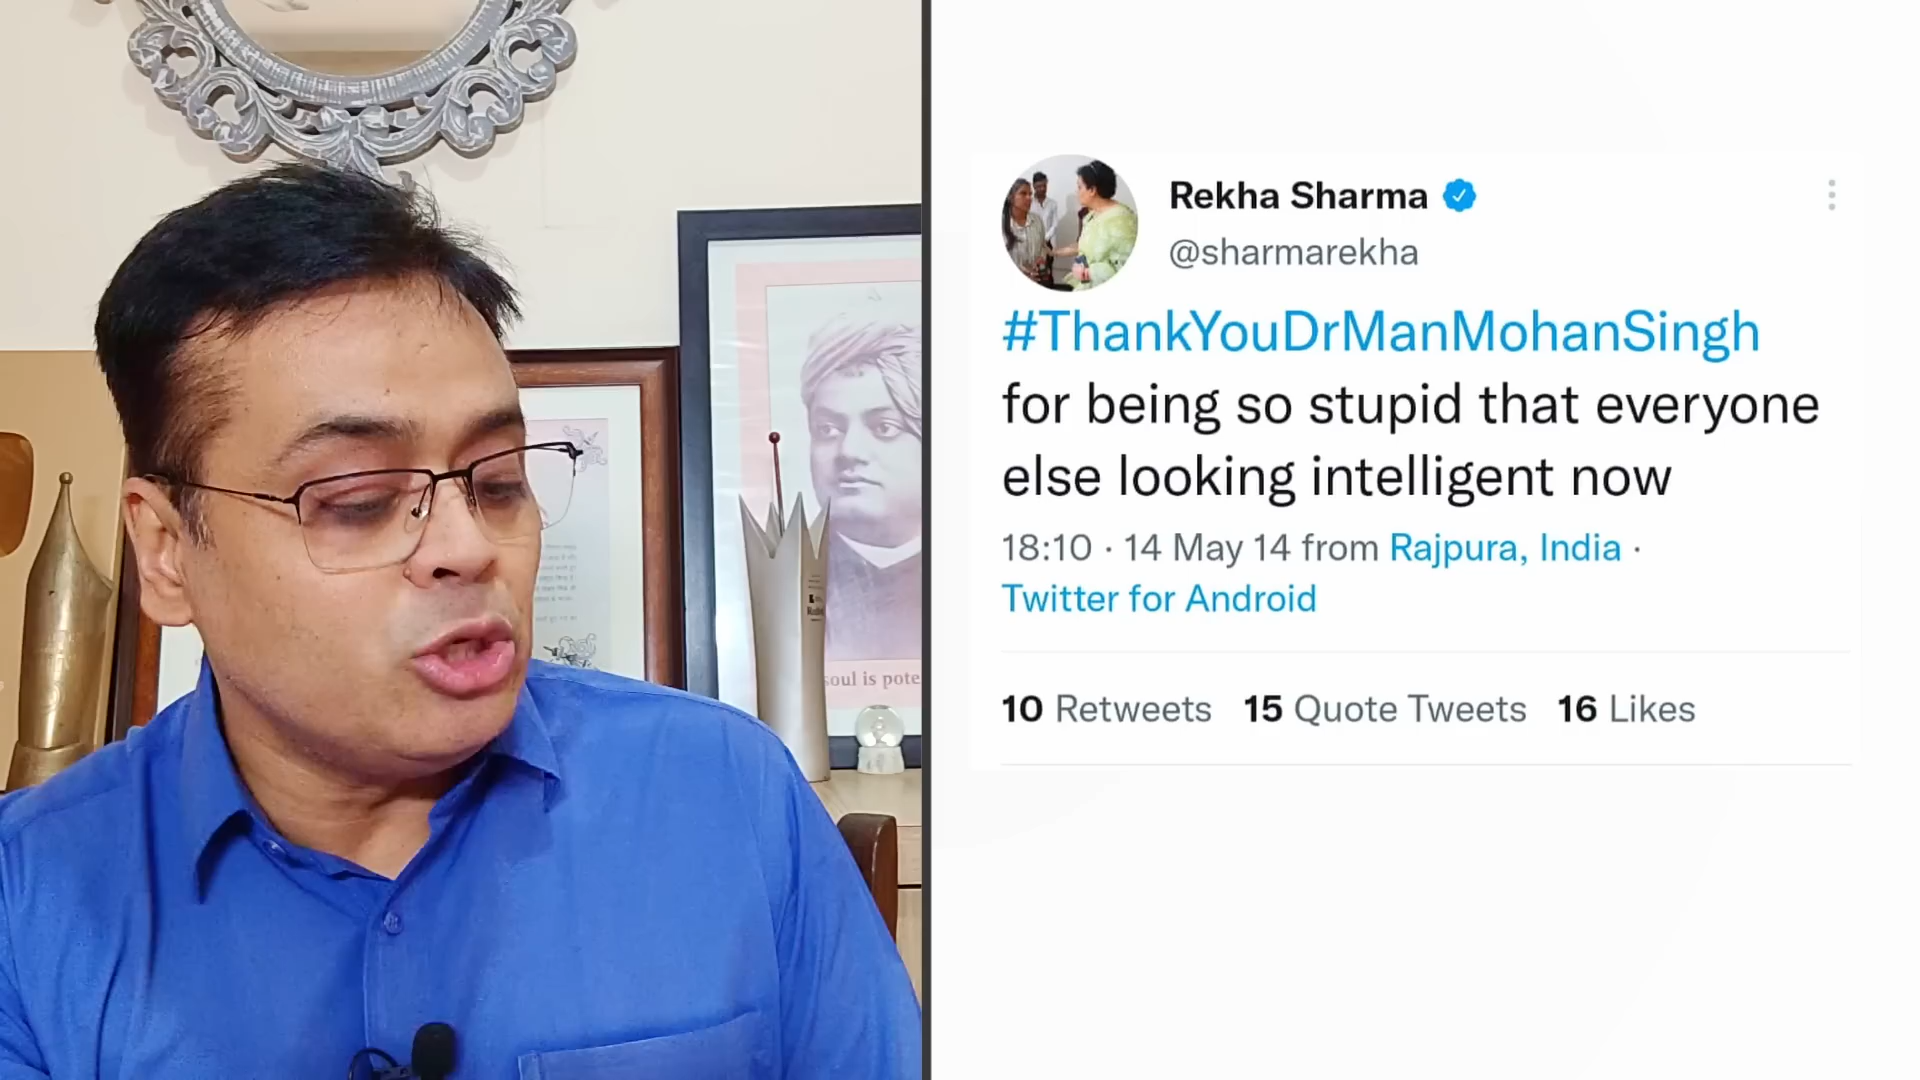 Rekha Sharma
@sharmarekha
#ThankYouDrManMohanSingh
for being so stupid that everyone
else looking intelligent now
18:10 · 14 May 14 from Rajpura, India ·
Twitter for Android
10 Retweets 15 Quote Tweets 16 Likes
soul is pote